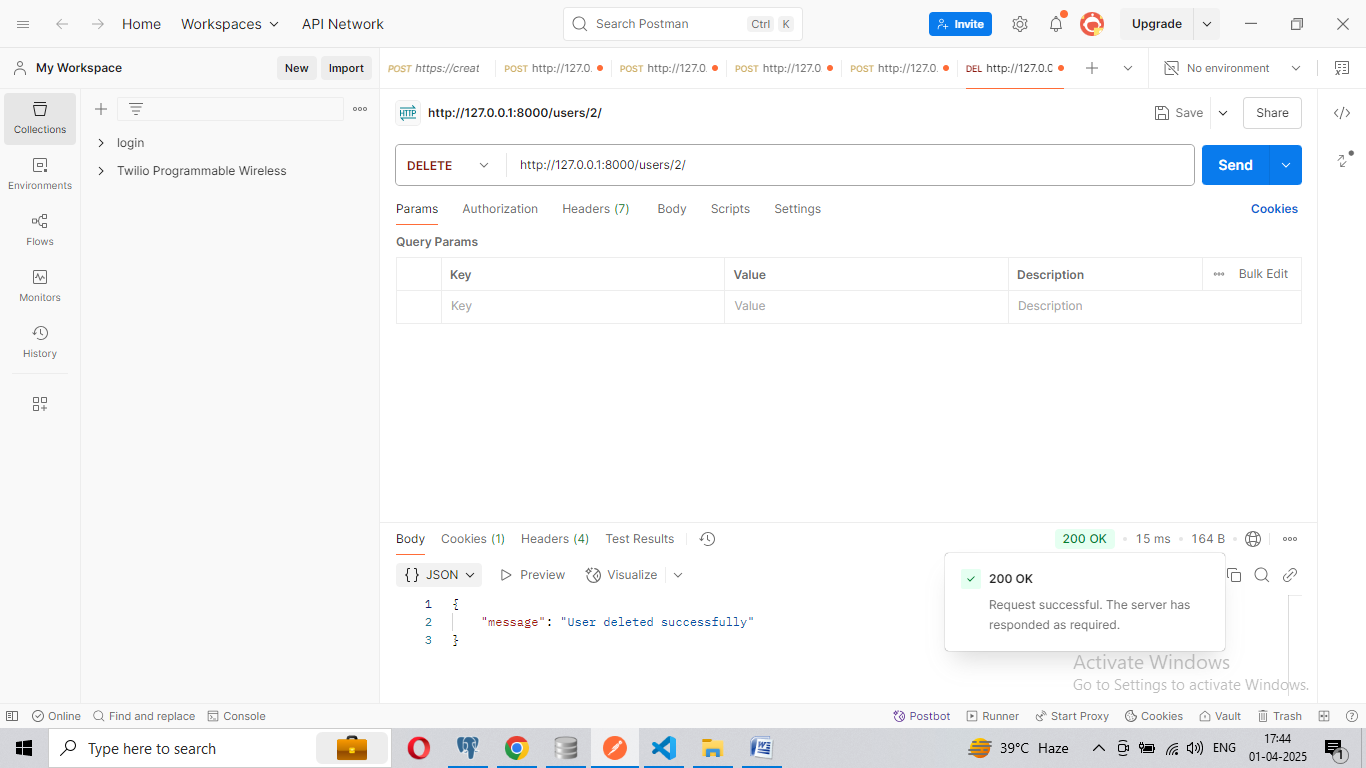 Home Workspaces API Network Search Postman Ctrl K Invite Upgrade
My Workspace New Import POST https://creat POST http://127.0. POST http://127.0. POST http://127.0 POST http://127.0. DEL http://127.0.0 No environment
Collections
Environments
Flows
Monitors
History
login
Twilio Programmable Wireless
HTTP http://127.0.0.1:8000/users/2/ Save Share
DELETE http://127.0.0.1:8000/users/2/ Send
Params Authorization Headers (7) Body Scripts Settings Cookies
Query Params
Key Value Description Bulk Edit
Key Value Description
Body Cookies (1) Headers (4) Test Results 200 OK 15 ms 164 B
{} JSON Preview Visualize
200 OK
Request successful. The server has
responded as required.
1 {
2 "message": "User deleted successfully"
3 }
Activate Windows
Go to Settings to activate Windows.
Online Find and replace Console Postbot Runner Start Proxy Cookies Vault Trash
Type here to search 39°C Haze ENG 17:44
01-04-2025 1